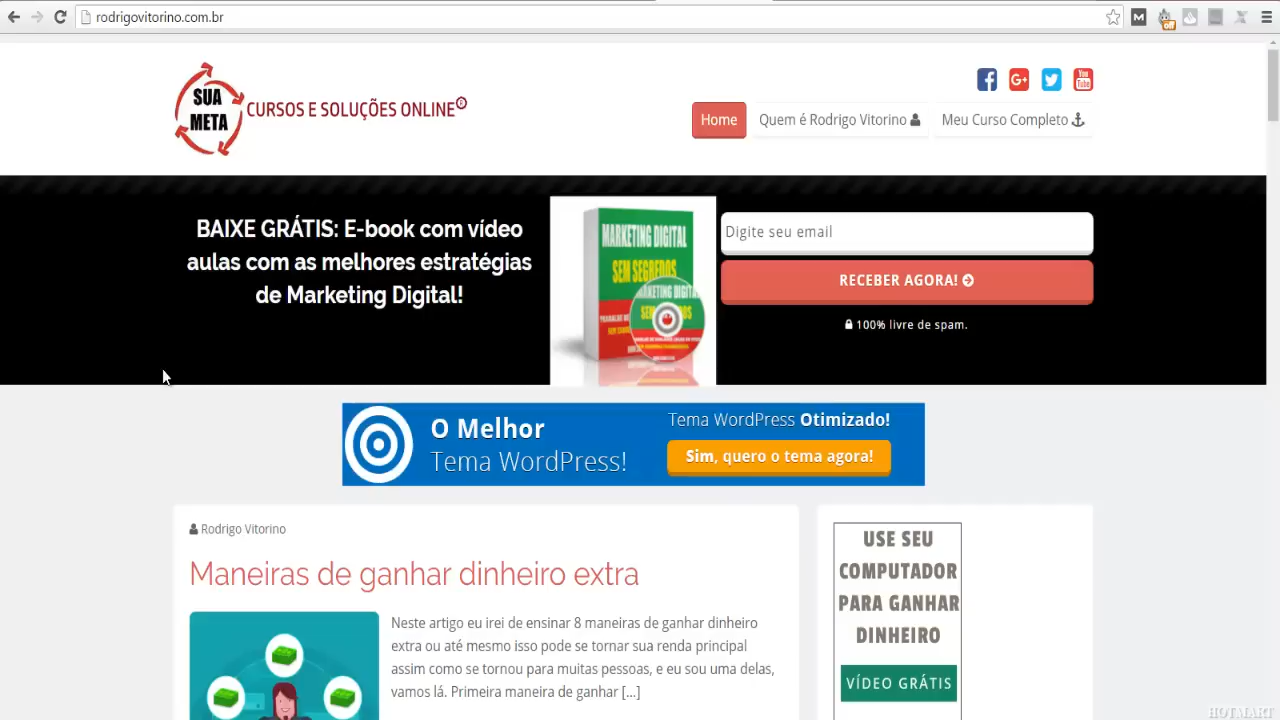 rodrigovitorino.com.br
SUA
META
CURSOS E SOLUÇÕES ONLINE
Home
Quem é Rodrigo Vitorino
Meu Curso Completo
BAIXE GRÁTIS: E-book com vídeo
aulas com as melhores estratégias
de Marketing Digital!
MARKETING DIGITAL
SEM SEGREDOS
Digite seu email
RECEBER AGORA!
100% livre de spam.
O Melhor
Tema WordPress!
Tema WordPress Otimizado!
Sim, quero o tema agora!
Rodrigo Vitorino
Maneiras de ganhar dinheiro extra
Neste artigo eu irei de ensinar 8 maneiras de ganhar dinheiro
extra ou até mesmo isso pode se tornar sua renda principal
assim como se tornou para muitas pessoas, e eu sou uma delas,
vamos lá. Primeira maneira de ganhar [...]
USE SEU
COMPUTADOR
PARA GANHAR
DINHEIRO
VÍDEO GRÁTIS
HOTMART